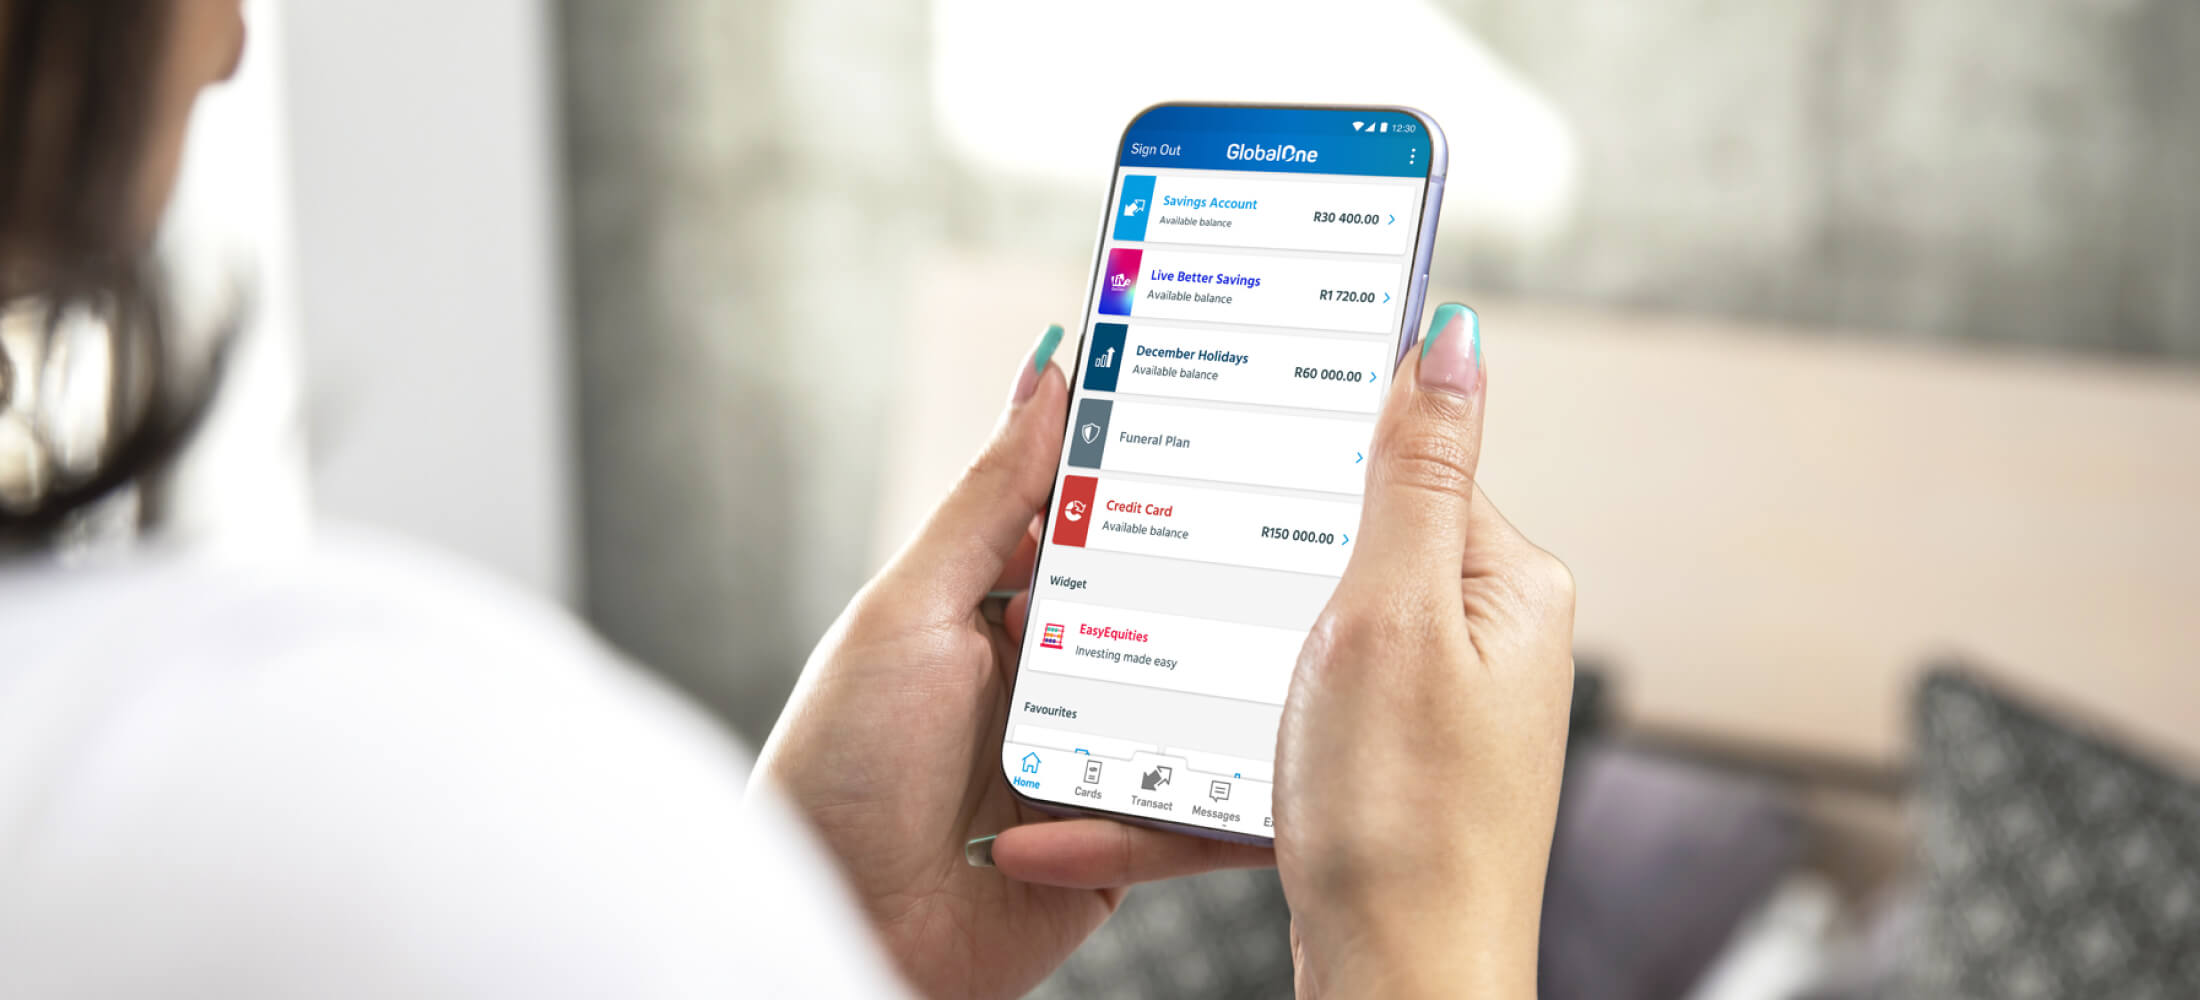 12:30
Sign Out
GlobalOne
Savings Account
Available balance
R30 400.00
Live
Live Better Savings
Available balance
R1 720.00
December Holidays
Available balance
R60 000.00
Funeral Plan
Credit Card
Available balance
R150 000.00
Widget
EasyEquities
Investing made easy
Favourites
Home
Cards
Transact
Messages